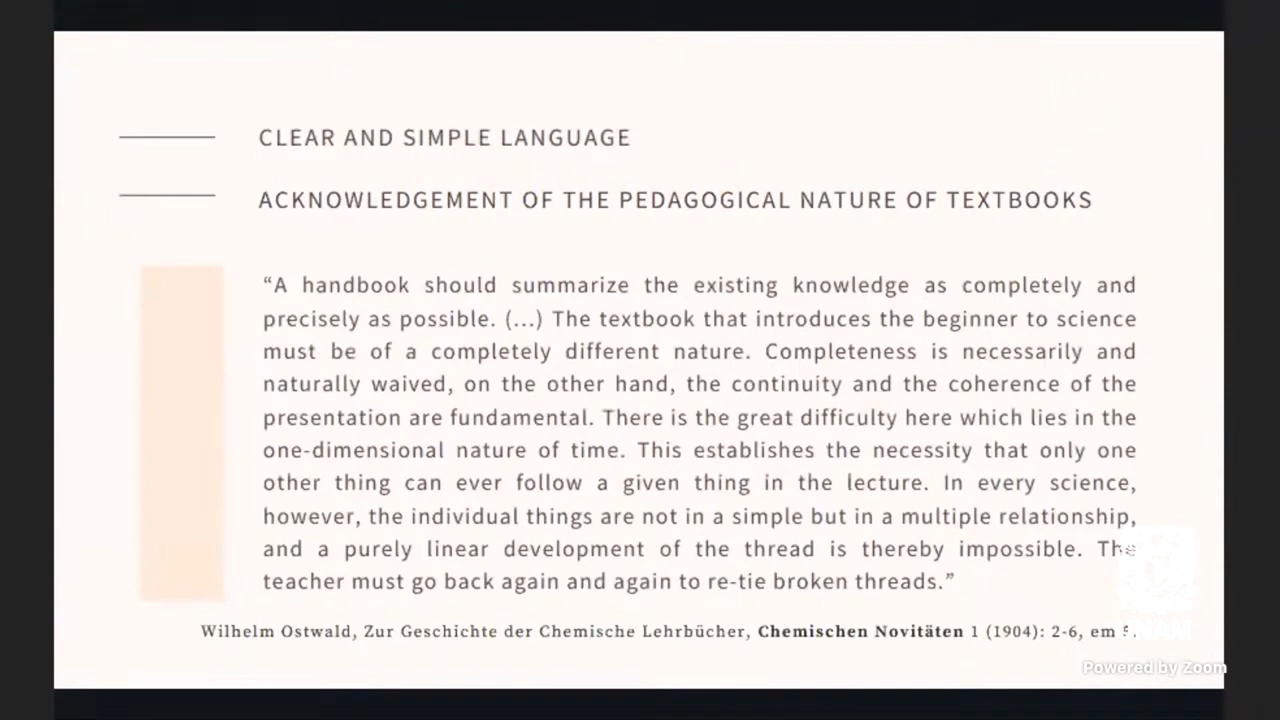 CLEAR AND SIMPLE LANGUAGE
ACKNOWLEDGEMENT OF THE PEDAGOGICAL NATURE OF TEXTBOOKS
“A handbook should summarize the existing knowledge as completely and
precisely as possible. (...) The textbook that introduces the beginner to science
must be of a completely different nature. Completeness is necessarily and
naturally waived, on the other hand, the continuity and the coherence of the
presentation are fundamental. There is the great difficulty here which lies in the
one-dimensional nature of time. This establishes the necessity that only one
other thing can ever follow a given thing in the lecture. In every science,
however, the individual things are not in a simple but in a multiple relationship,
and a purely linear development of the thread is thereby impossible. The
teacher must go back again and again to re-tie broken threads.”
Wilhelm Ostwald, Zur Geschichte der Chemische Lehrbücher, Chemischen Novitäten 1 (1904): 2-6, em 5.
UNAM
Powered by Zoom